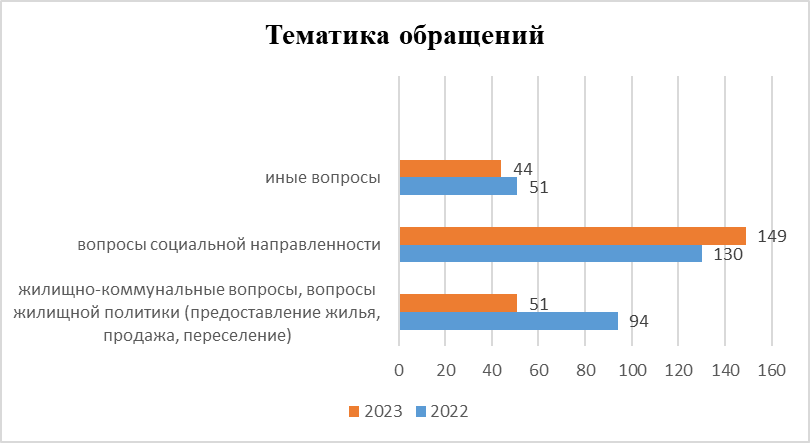 Тематика обращений
иные вопросы
44
51
вопросы социальной направленности
149
130
жилищно-коммунальные вопросы, вопросы
жилищной политики (предоставление жилья,
продажа, переселение)
51
94
0 20 40 60 80 100 120 140 160
2023 2022